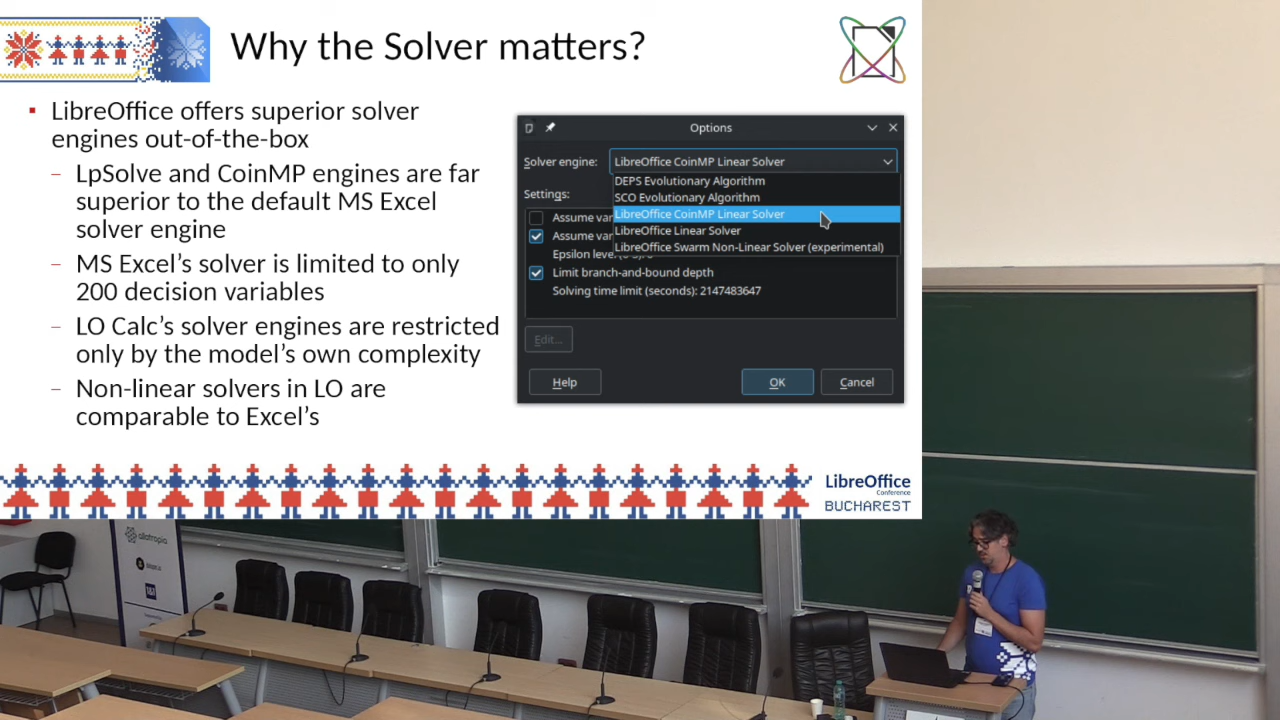 Why the Solver matters?
LibreOffice offers superior solver
engines out-of-the-box
LpSolve and CoinMP engines are far
superior to the default MS Excel
solver engine
MS Excel's solver is limited to only
200 decision variables
LO Calc's solver engines are restricted
only by the model's own complexity
Non-linear solvers in LO are
comparable to Excel's
Options
Solver engine:
LibreOffice CoinMP Linear Solver
DEPS Evolutionary Algorithm
SCO Evolutionary Algorithm
LibreOffice CoinMP Linear Solver
LibreOffice Linear Solver
LibreOffice Swarm Non-Linear Solver (experimental)
Settings:
Assume var
Assume var
Epsilon level
Limit branch-and-bound depth
Solving time limit (seconds): 2147483647
Edit...
Help
OK
Cancel
LibreOffice
Conference
BUCHAREST
allotropia